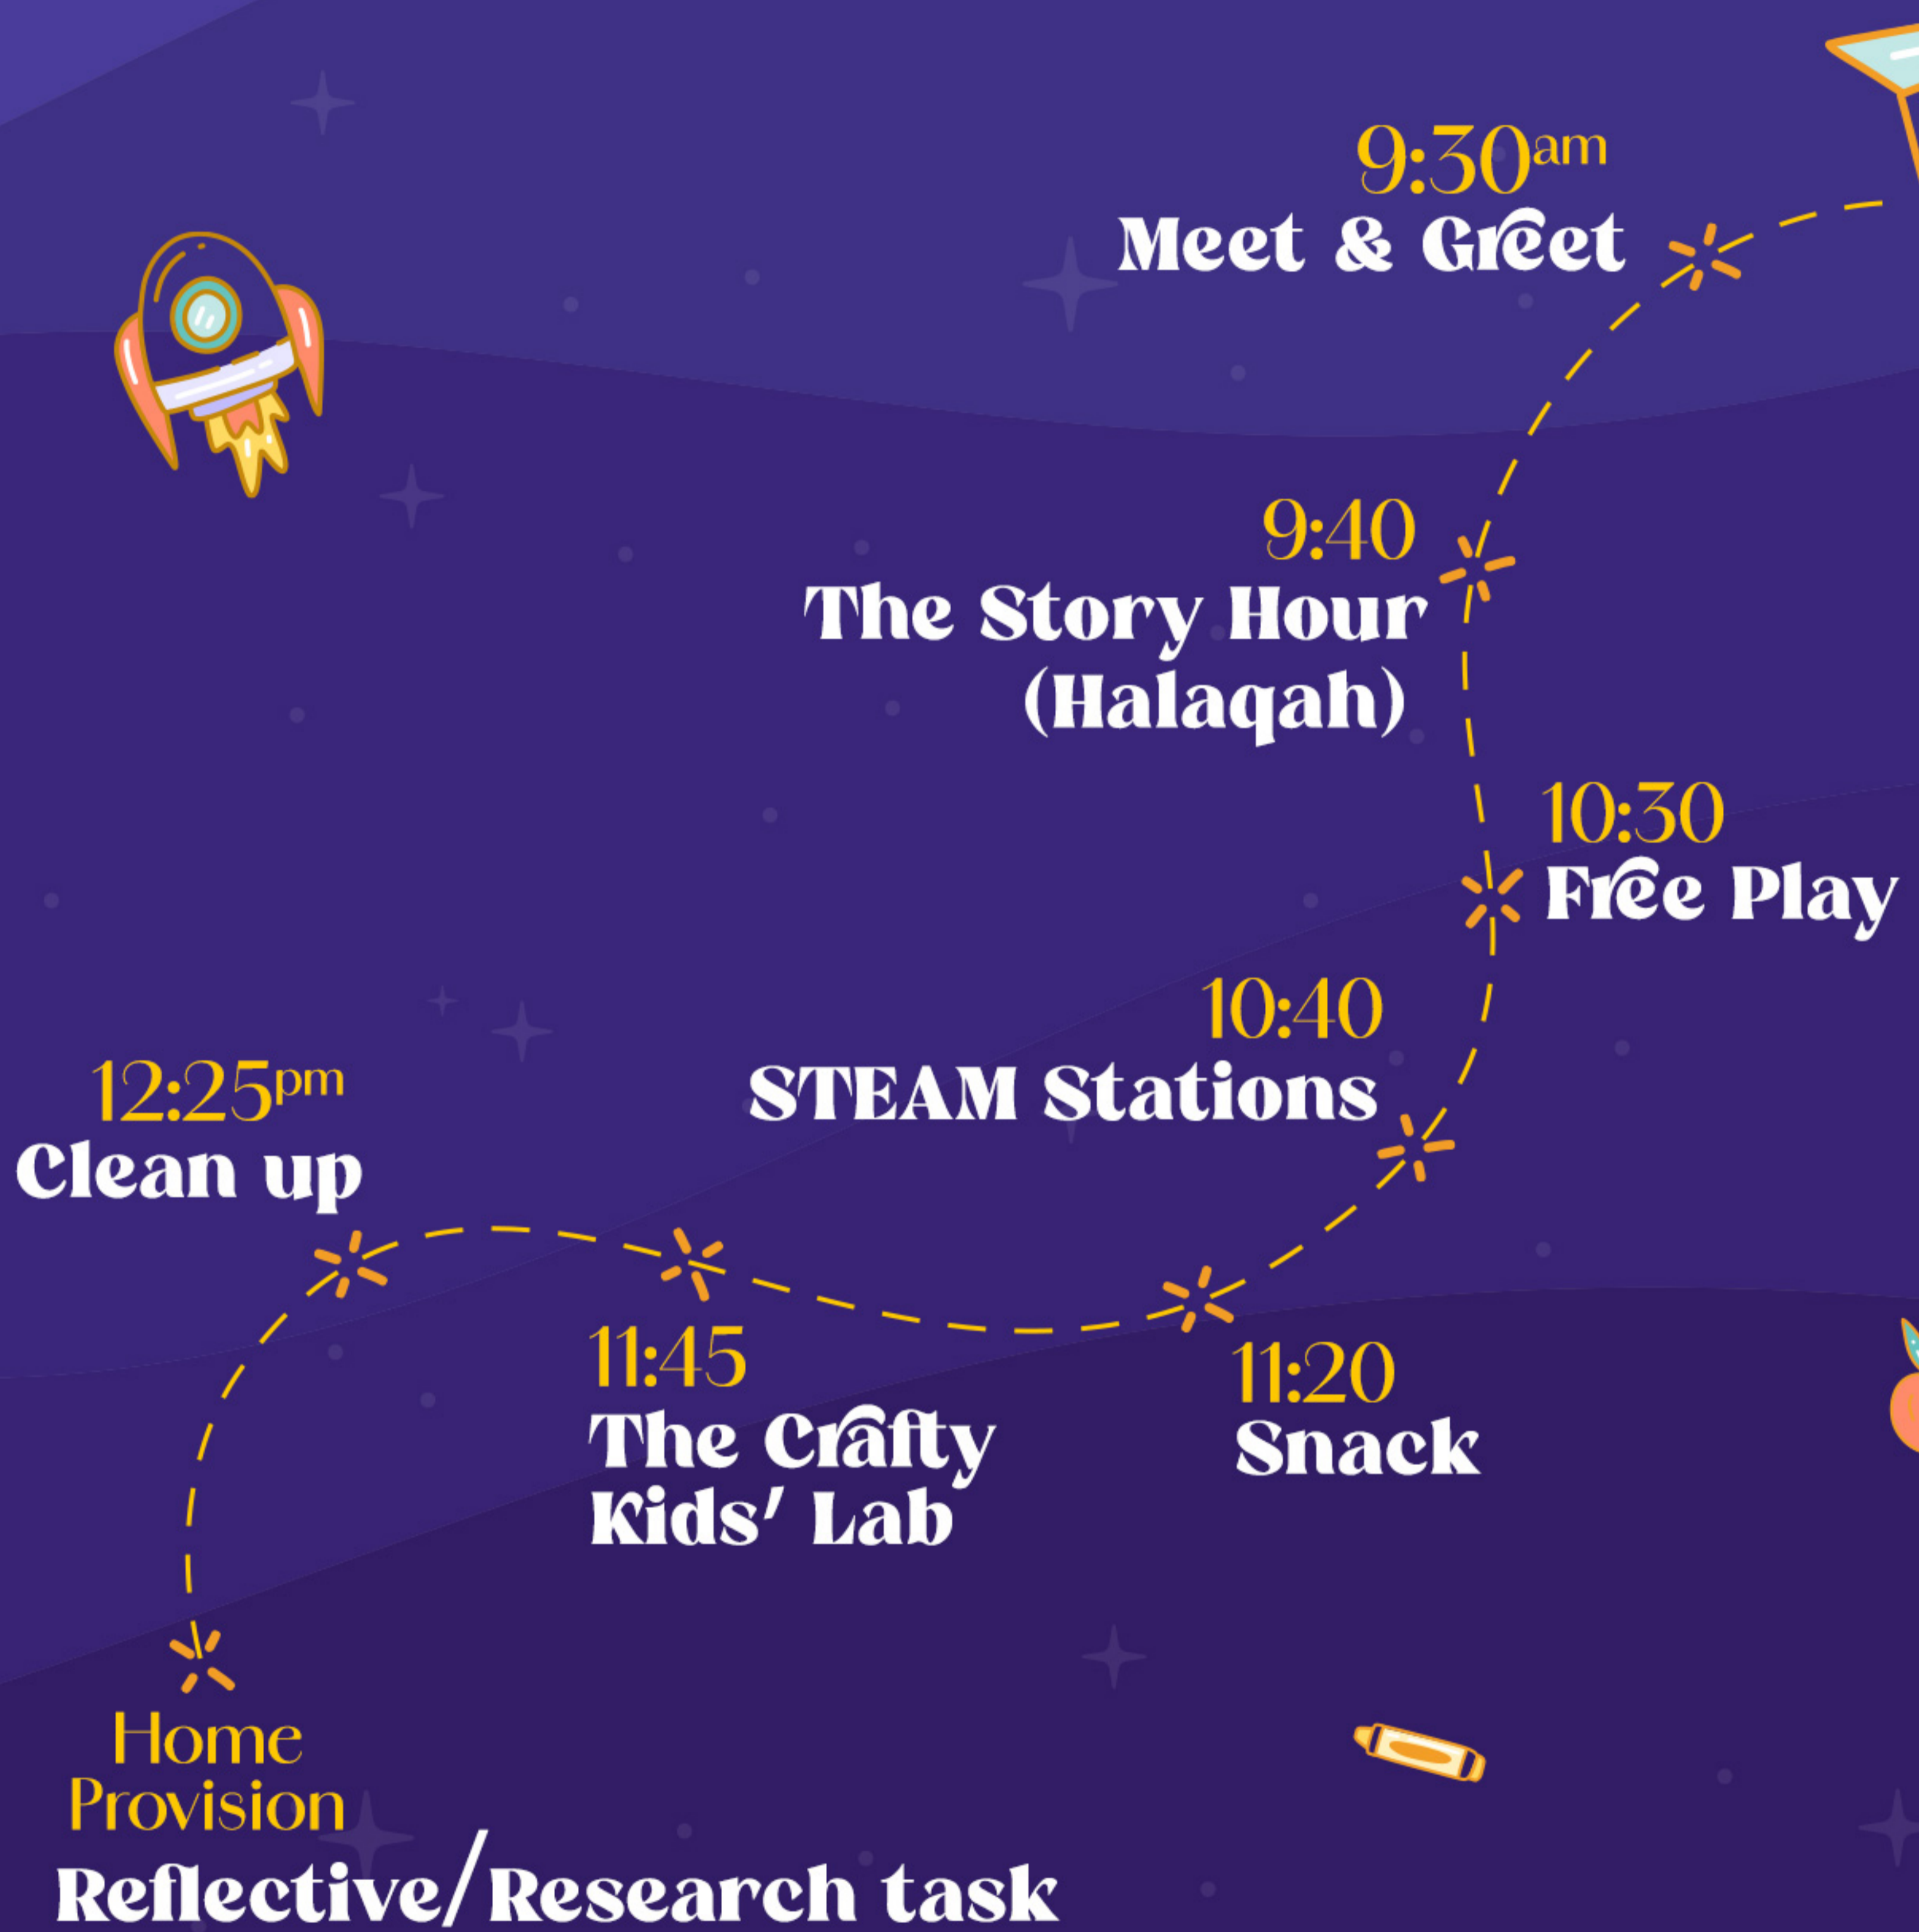 9:30am
Meet & Greet
9:40
The Story Hour
(Halaqah)
10:30
Free Play
10:40
STEAM Stations
11:20
Snack
11:45
The Crafty
Kids' Lab
12:25pm
Clean up
Home
Provision
Reflective/Research task